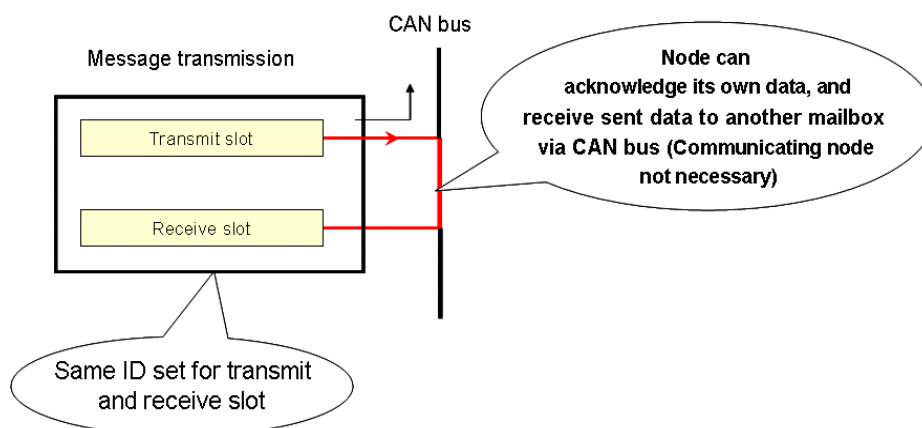 CAN bus
Message transmission
Node can
acknowledge its own data, and
receive sent data to another mailbox
via CAN bus (Communicating node
not necessary)
Transmit slot
Receive slot
Same ID set for transmit
and receive slot